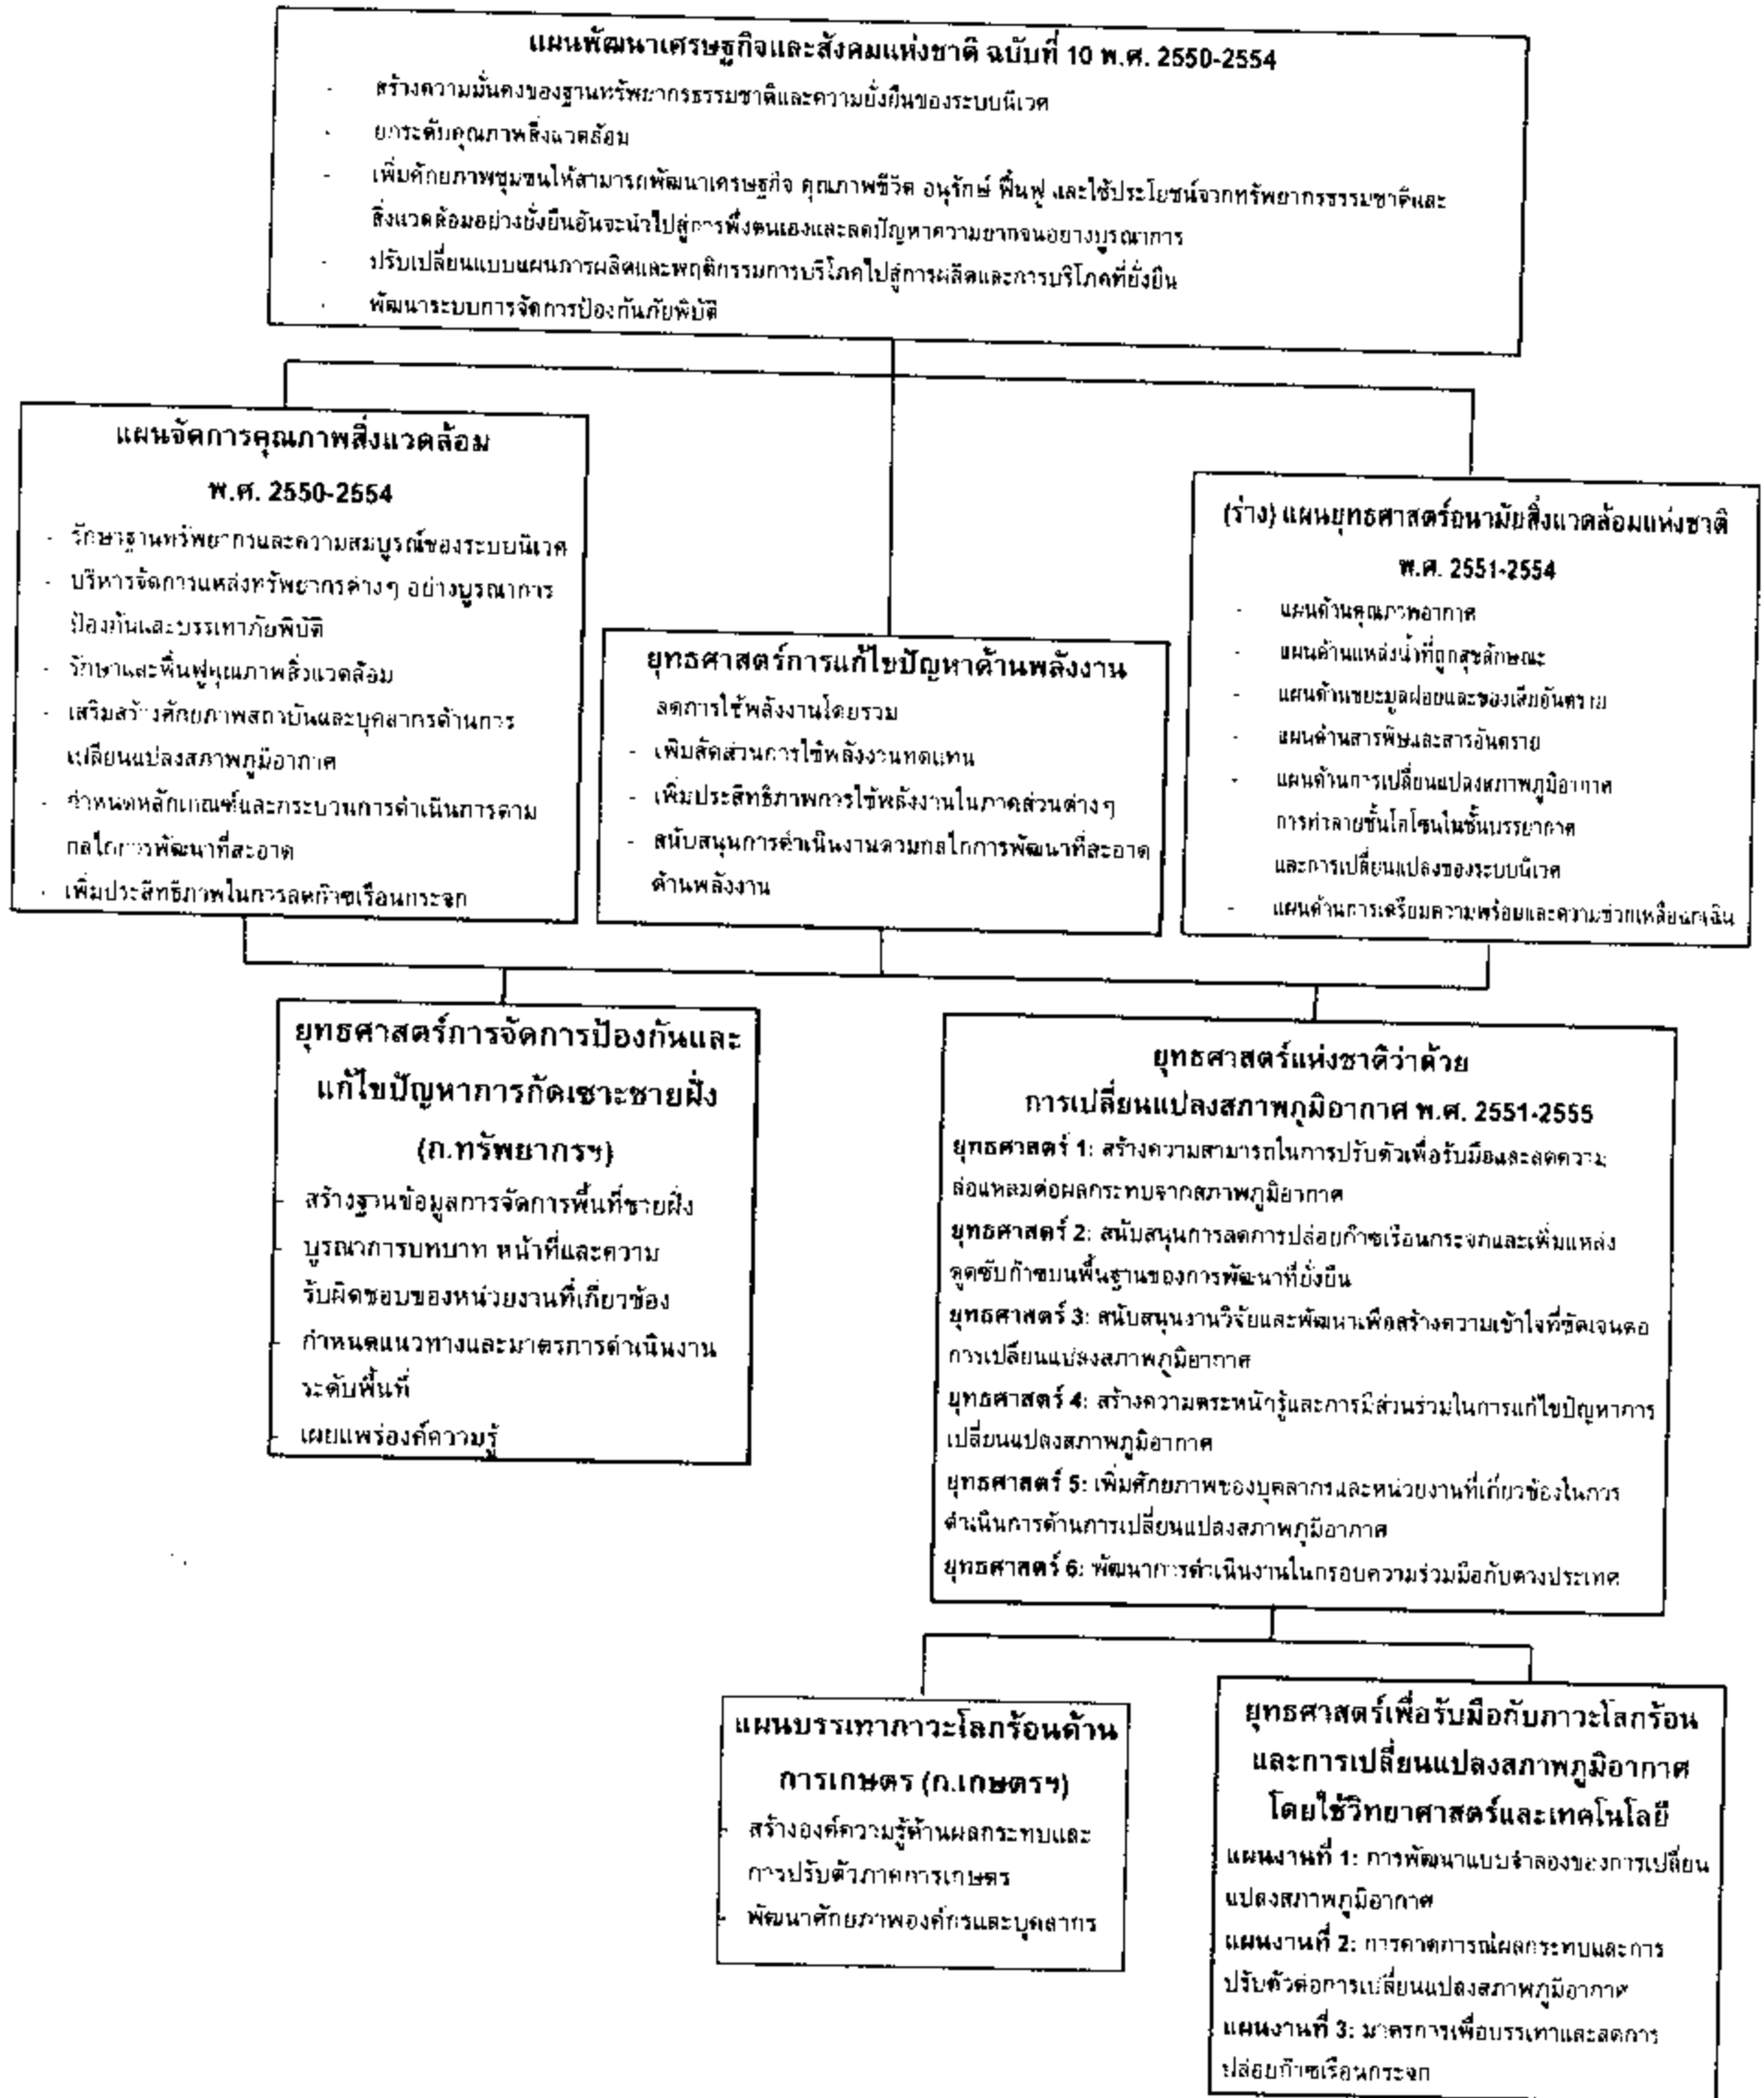 แผนพัฒนาเศรษฐกิจและสังคมแห่งชาติ ฉบับที่ 10 พ.ศ. 2550-2554
- สร้างความมั่นคงของฐานทรัพยากรธรรมชาติและความยั่งยืนของระบบนิเวศ
- ยกระดับคุณภาพสิ่งแวดล้อม
- เพิ่มศักยภาพชุมชนให้สามารถพัฒนาเศรษฐกิจ คุณภาพชีวิต อนุรักษ์ ฟื้นฟู และใช้ประโยชน์จากทรัพยากรธรรมชาติและ
สิ่งแวดล้อมอย่างยั่งยืนอันจะนำไปสู่การพึ่งตนเองและลดปัญหาความยากจนอย่างบูรณาการ
- ปรับเปลี่ยนแบบแผนการผลิตและพฤติกรรมการบริโภคไปสู่การผลิตและการบริโภคที่ยั่งยืน
- พัฒนาระบบการจัดการป้องกันภัยพิบัติ
แผนจัดการคุณภาพสิ่งแวดล้อม
พ.ศ. 2550-2554
- รักษาฐานทรัพยากรและความสมบูรณ์ของระบบนิเวศ
- บริหารจัดการแหล่งทรัพยากรต่างๆ อย่างบูรณาการ
ป้องกันและบรรเทาภัยพิบัติ
- รักษาและฟื้นฟูคุณภาพสิ่งแวดล้อม
- เสริมสร้างศักยภาพสถาบันและบุคลากรด้านการ
เปลี่ยนแปลงสภาพภูมิอากาศ
- กำหนดหลักเกณฑ์และกระบวนการดำเนินการตาม
กลไกการพัฒนาที่สะอาด
- เพิ่มประสิทธิภาพในการลดก๊าซเรือนกระจก
ยุทธศาสตร์การแก้ไขปัญหาด้านพลังงาน
ลดการใช้พลังงานโดยรวม
- เพิ่มสัดส่วนการใช้พลังงานทดแทน
- เพิ่มประสิทธิภาพการใช้พลังงานในภาคส่วนต่างๆ
- สนับสนุนการดำเนินงานตามกลไกการพัฒนาที่สะอาด
ด้านพลังงาน
(ร่าง) แผนยุทธศาสตร์อนามัยสิ่งแวดล้อมแห่งชาติ
พ.ศ. 2551-2554
- แผนด้านคุณภาพอากาศ
- แผนด้านแหล่งน้ำที่ถูกสุขลักษณะ
- แผนด้านขยะมูลฝอยและของเสียอันตราย
- แผนด้านสารพิษและสารอันตราย
- แผนด้านการเปลี่ยนแปลงสภาพภูมิอากาศ
การทำลายชั้นโอโซนในชั้นบรรยากาศ
และการเปลี่ยนแปลงของระบบนิเวศ
- แผนด้านการเตรียมความพร้อมและความช่วยเหลือฉุกเฉิน
ยุทธศาสตร์การจัดการป้องกันและ
แก้ไขปัญหาการกัดเซาะชายฝั่ง
(ก.ทรัพยากรฯ)
- สร้างฐานข้อมูลการจัดการพื้นที่ชายฝั่ง
- บูรณาการบทบาท หน้าที่และความ
รับผิดชอบของหน่วยงานที่เกี่ยวข้อง
- กำหนดแนวทางและมาตรการดำเนินงาน
ระดับพื้นที่
- เผยแพร่องค์ความรู้
ยุทธศาสตร์แห่งชาติว่าด้วย
การเปลี่ยนแปลงสภาพภูมิอากาศ พ.ศ. 2551-2555
ยุทธศาสตร์ 1: สร้างความสามารถในการปรับตัวเพื่อรับมือและลดความ
ล่อแหลมต่อผลกระทบจากสภาพภูมิอากาศ
ยุทธศาสตร์ 2: สนับสนุนการลดการปล่อยก๊าซเรือนกระจกและเพิ่มแหล่ง
ดูดซับก๊าซบนพื้นฐานของการพัฒนาที่ยั่งยืน
ยุทธศาสตร์ 3: สนับสนุนงานวิจัยและพัฒนาเพื่อสร้างความเข้าใจที่ชัดเจนต่อ
การเปลี่ยนแปลงสภาพภูมิอากาศ
ยุทธศาสตร์ 4: สร้างความตระหนักรู้และการมีส่วนร่วมในการแก้ไขปัญหาการ
เปลี่ยนแปลงสภาพภูมิอากาศ
ยุทธศาสตร์ 5: เพิ่มศักยภาพของบุคลากรและหน่วยงานที่เกี่ยวข้องในการ
ดำเนินการด้านการเปลี่ยนแปลงสภาพภูมิอากาศ
ยุทธศาสตร์ 6: พัฒนาการดำเนินงานในกรอบความร่วมมือกับต่างประเทศ
แผนบรรเทาภาวะโลกร้อนด้าน
การเกษตร (ก.เกษตรฯ)
- สร้างองค์ความรู้ด้านผลกระทบและ
การปรับตัวภาคการเกษตร
- พัฒนาศักยภาพองค์กรและบุคลากร
ยุทธศาสตร์เพื่อรับมือกับภาวะโลกร้อน
และการเปลี่ยนแปลงสภาพภูมิอากาศ
โดยใช้วิทยาศาสตร์และเทคโนโลยี
แผนงานที่ 1: การพัฒนาแบบจำลองของการเปลี่ยน
แปลงสภาพภูมิอากาศ
แผนงานที่ 2: การคาดการณ์ผลกระทบและการ
ปรับตัวต่อการเปลี่ยนแปลงสภาพภูมิอากาศ
แผนงานที่ 3: มาตรการเพื่อบรรเทาและลดการ
ปล่อยก๊าซเรือนกระจก